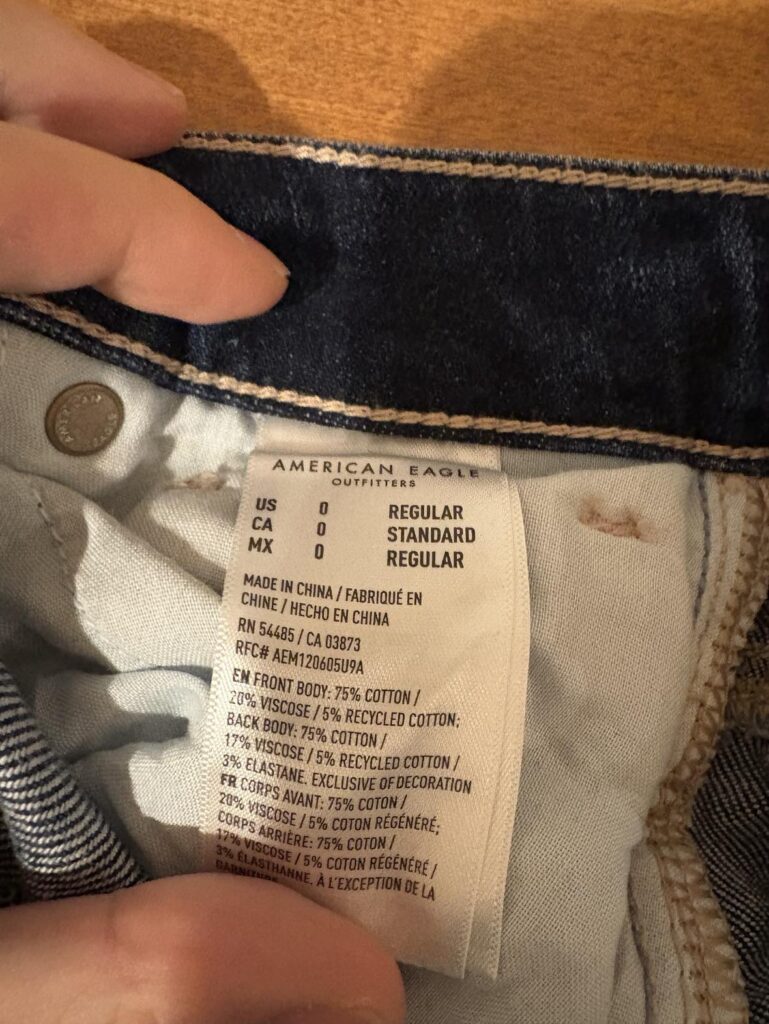 AMERICAN EAGLE
OUTFITTERS
US 0 REGULAR
CA 0 STANDARD
MX 0 REGULAR
MADE IN CHINA / FABRIQUÉ EN
CHINE / HECHO EN CHINA
RN 54485 / CA 03873
RFC# AEM120605U9A
EN FRONT BODY: 75% COTTON /
20% VISCOSE / 5% RECYCLED COTTON;
BACK BODY: 75% COTTON /
17% VISCOSE / 5% RECYCLED COTTON /
3% ELASTANE. EXCLUSIVE OF DECORATION
FR CORPS AVANT: 75% COTON /
20% VISCOSE / 5% COTON RÉGÉNÉRÉ;
CORPS ARRIÈRE: 75% COTON /
17% VISCOSE / 5% COTON RÉGÉNÉRÉ /
3% ÉLASTHANNE. À L'EXCEPTION DE LA